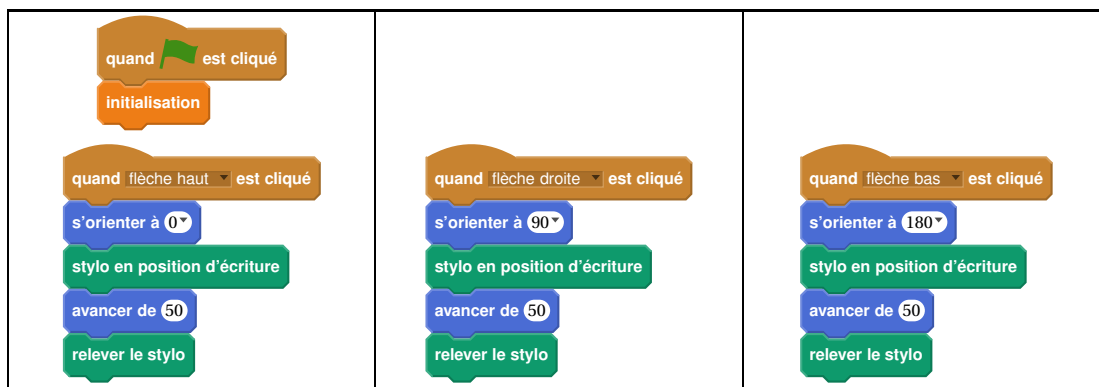 quand est cliqué
initialisation
quand flèche haut est cliqué
s'orienter à 0
stylo en position d'écriture
avancer de 50
relever le stylo
quand flèche droite est cliqué
s'orienter à 90
stylo en position d'écriture
avancer de 50
relever le stylo
quand flèche bas est cliqué
s'orienter à 180
stylo en position d'écriture
avancer de 50
relever le stylo